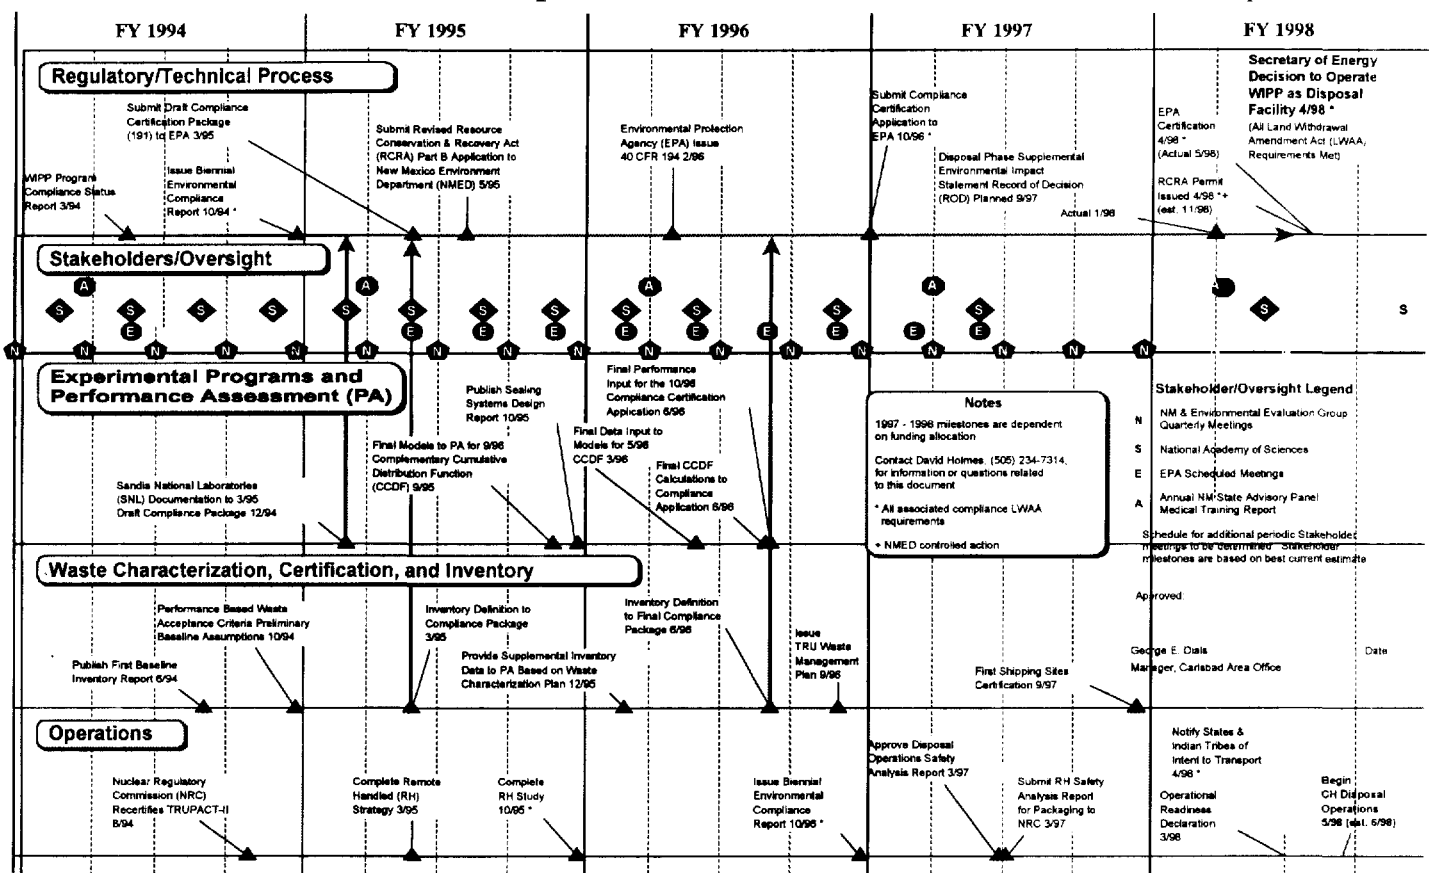 FY 1994
FY 1995
FY 1996
FY 1997
FY 1998
Regulatory/Technical Process
WIPP Program
Compliance Status
Report 3/94
Submit Draft Compliance
Certification Package
(191) to EPA 3/95
Issue Biennial
Environmental
Compliance
Report 10/94 *
Submit Revised Resource
Conservation & Recovery Act
(RCRA) Part B Application to
New Mexico Environment
Department (NMED) 5/95
Environmental Protection
Agency (EPA) Issue
40 CFR 194 2/96
Submit Compliance
Certification
Application to
EPA 10/96 *
Disposal Phase Supplemental
Environmental Impact
Statement Record of Decision
(ROD) Planned 9/97
Actual 1/98
EPA
Certification
4/98 *
(Actual 5/98)
RCRA Permit
Issued 4/98 *+
(est. 11/98)
Secretary of Energy
Decision to Operate
WIPP as Disposal
Facility 4/98 *
(All Land Withdrawal
Amendment Act (LWAA,
Requirements Met)
Stakeholders/Oversight
A A A A A
S S S S S S S S S S S S S S
E E E E E E E E E
N N N N N N N N N N N N N N N N N
Experimental Programs and
Performance Assessment (PA)
Sandia National Laboratories
(SNL) Documentation to 3/95
Draft Compliance Package 12/94
Final Models to PA for 9/96
Complementary Cumulative
Distribution Function
(CCDF) 9/95
Publish Sealing
Systems Design
Report 10/95
Final Performance
Input for the 10/96
Compliance Certification
Application 6/96
Final Data Input to
Models for 5/96
CCDF 3/96
Final CCDF
Calculations to
Compliance
Application 6/96
Notes
1997 - 1998 milestones are dependent
on funding allocation
Contact David Holmes, (505) 234-7314,
for information or questions related
to this document
* All associated compliance LWAA
requirements
+ NMED controlled action
Stakeholder/Oversight Legend
N NM & Environmental Evaluation Group
Quarterly Meetings
S National Academy of Sciences
E EPA Scheduled Meetings
A Annual NM State Advisory Panel
Medical Training Report
Schedule for additional periodic Stakeholder
meetings to be determined Stakeholder
milestones are based on best current estimate
Approved:
George E. Dials
Date
Manager, Carlsbad Area Office
Waste Characterization, Certification, and Inventory
Publish First Baseline
Inventory Report 6/94
Performance Based Waste
Acceptance Criteria Preliminary
Baseline Assumptions 10/94
Inventory Definition to
Compliance Package
3/95
Provide Supplemental Inventory
Data to PA Based on Waste
Characterization Plan 12/95
Inventory Definition
to Final Compliance
Package 6/96
Issue
TRU Waste
Management
Plan 9/96
First Shipping Sites
Certification 9/97
Operations
Nuclear Regulatory
Commission (NRC)
Recertifies TRUPACT-II
8/94
Complete Remote
Handled (RH)
Strategy 3/95
Complete
RH Study
10/95 *
Issue Biennial
Environmental
Compliance
Report 10/96 *
Approve Disposal
Operations Safety
Analysis Report 3/97
Submit RH Safety
Analysis Report
for Packaging to
NRC 3/97
Notify States &
Indian Tribes of
Intent to Transport
4/98 *
Operational
Readiness
Declaration
3/98
Begin
CH Disposal
Operations
5/98 (est. 6/98)